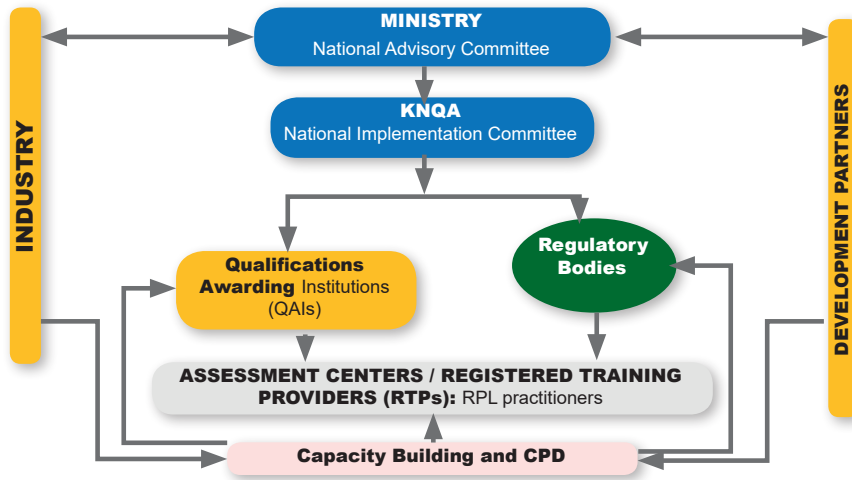 MINISTRY
National Advisory Committee
KNQA
National Implementation Committee
INDUSTRY
DEVELOPMENT PARTNERS
Qualifications
Awarding Institutions
(QAIs)
Regulatory
Bodies
ASSESSMENT CENTERS / REGISTERED TRAINING
PROVIDERS (RTPs): RPL practitioners
Capacity Building and CPD